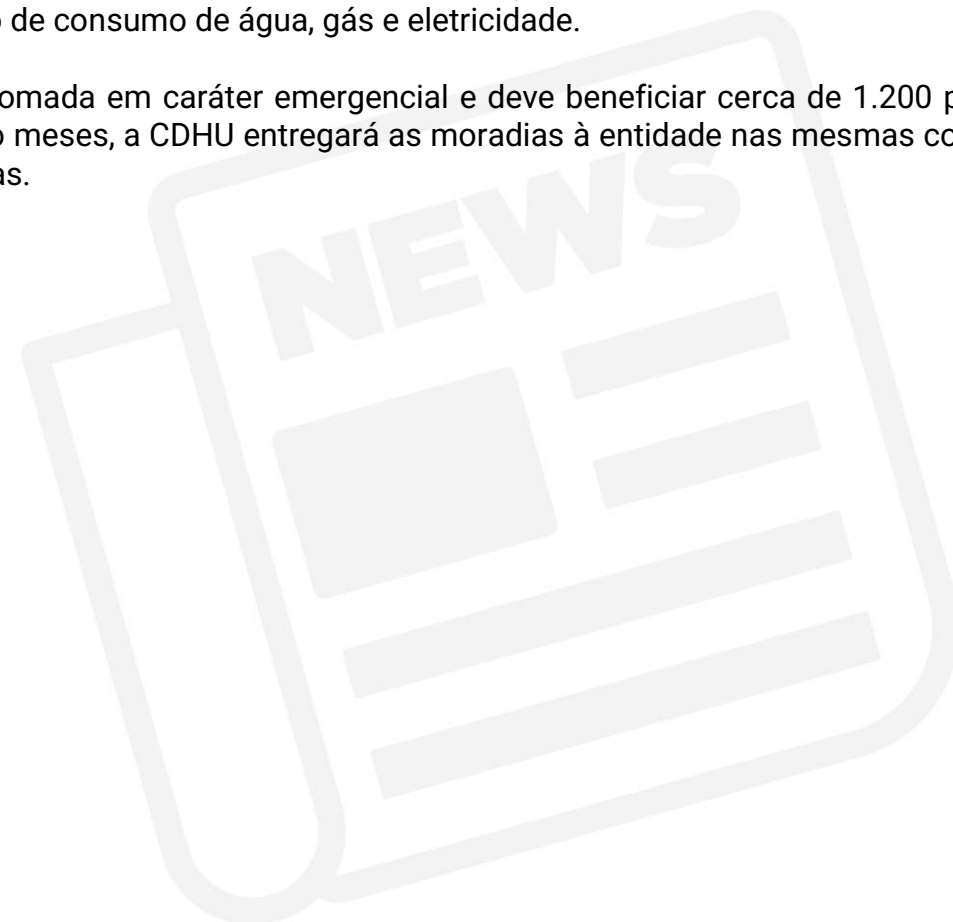 de consumo de água, gás e eletricidade.
omada em caráter emergencial e deve beneficiar cerca de 1.200
meses, a CDHU entregará as moradias à entidade nas mesmas
as.
NEWS